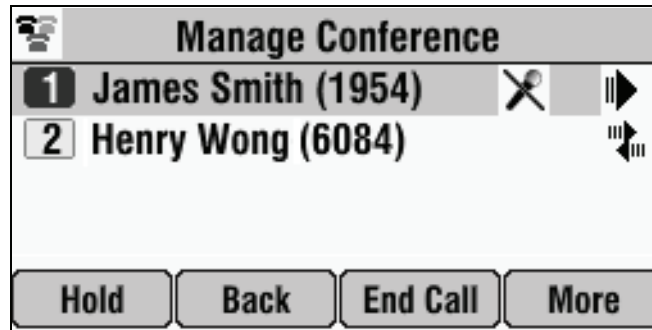 Manage Conference
1 James Smith (1954)
2 Henry Wong (6084)
Hold Back End Call More